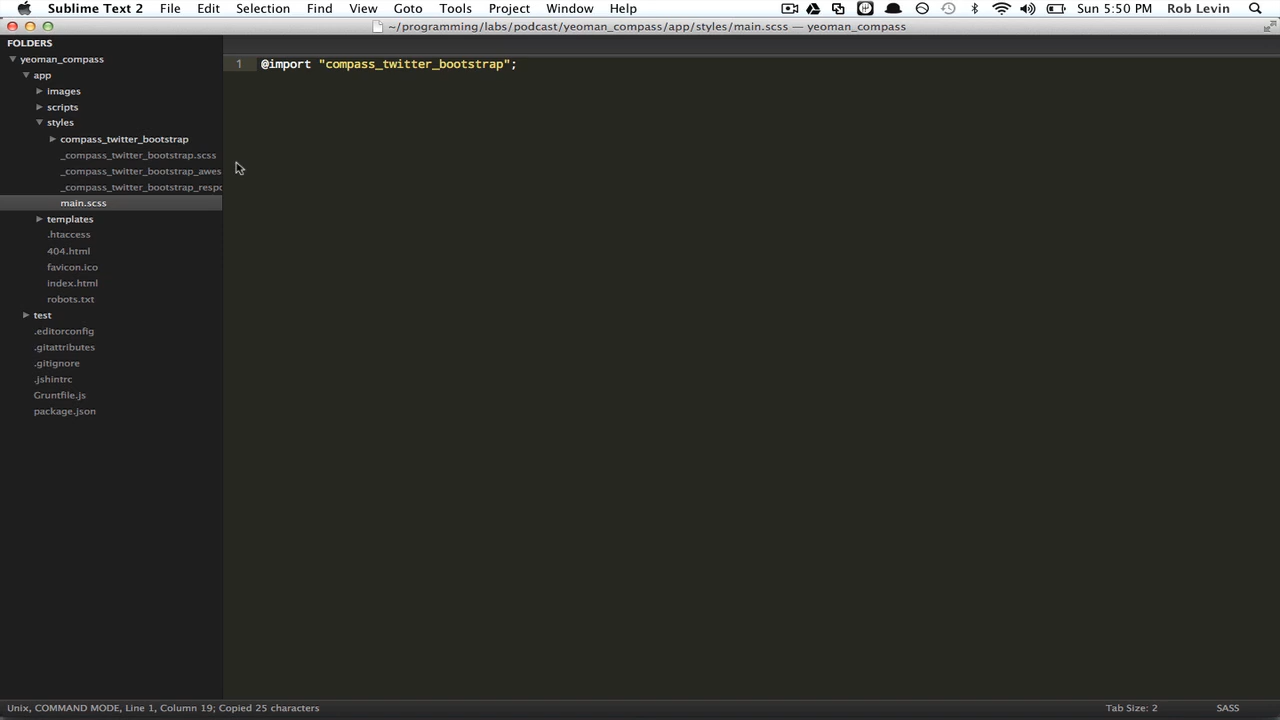 Sublime Text 2 File Edit Selection Find View Goto Tools Project Window Help Sun 5:50 PM Rob Levin
~/programming/labs/podcast/yeoman_compass/app/styles/main.scss — yeoman_compass
FOLDERS
yeoman_compass
app
images
scripts
styles
compass_twitter_bootstrap
_compass_twitter_bootstrap.scss
_compass_twitter_bootstrap_awes
_compass_twitter_bootstrap_respo
main.scss
templates
.htaccess
404.html
favicon.ico
index.html
robots.txt
test
.editorconfig
.gitattributes
.gitignore
.jshintrc
Gruntfile.js
package.json
1 @import "compass_twitter_bootstrap";
Unix, COMMAND MODE, Line 1, Column 19; Copied 25 characters Tab Size: 2 SASS